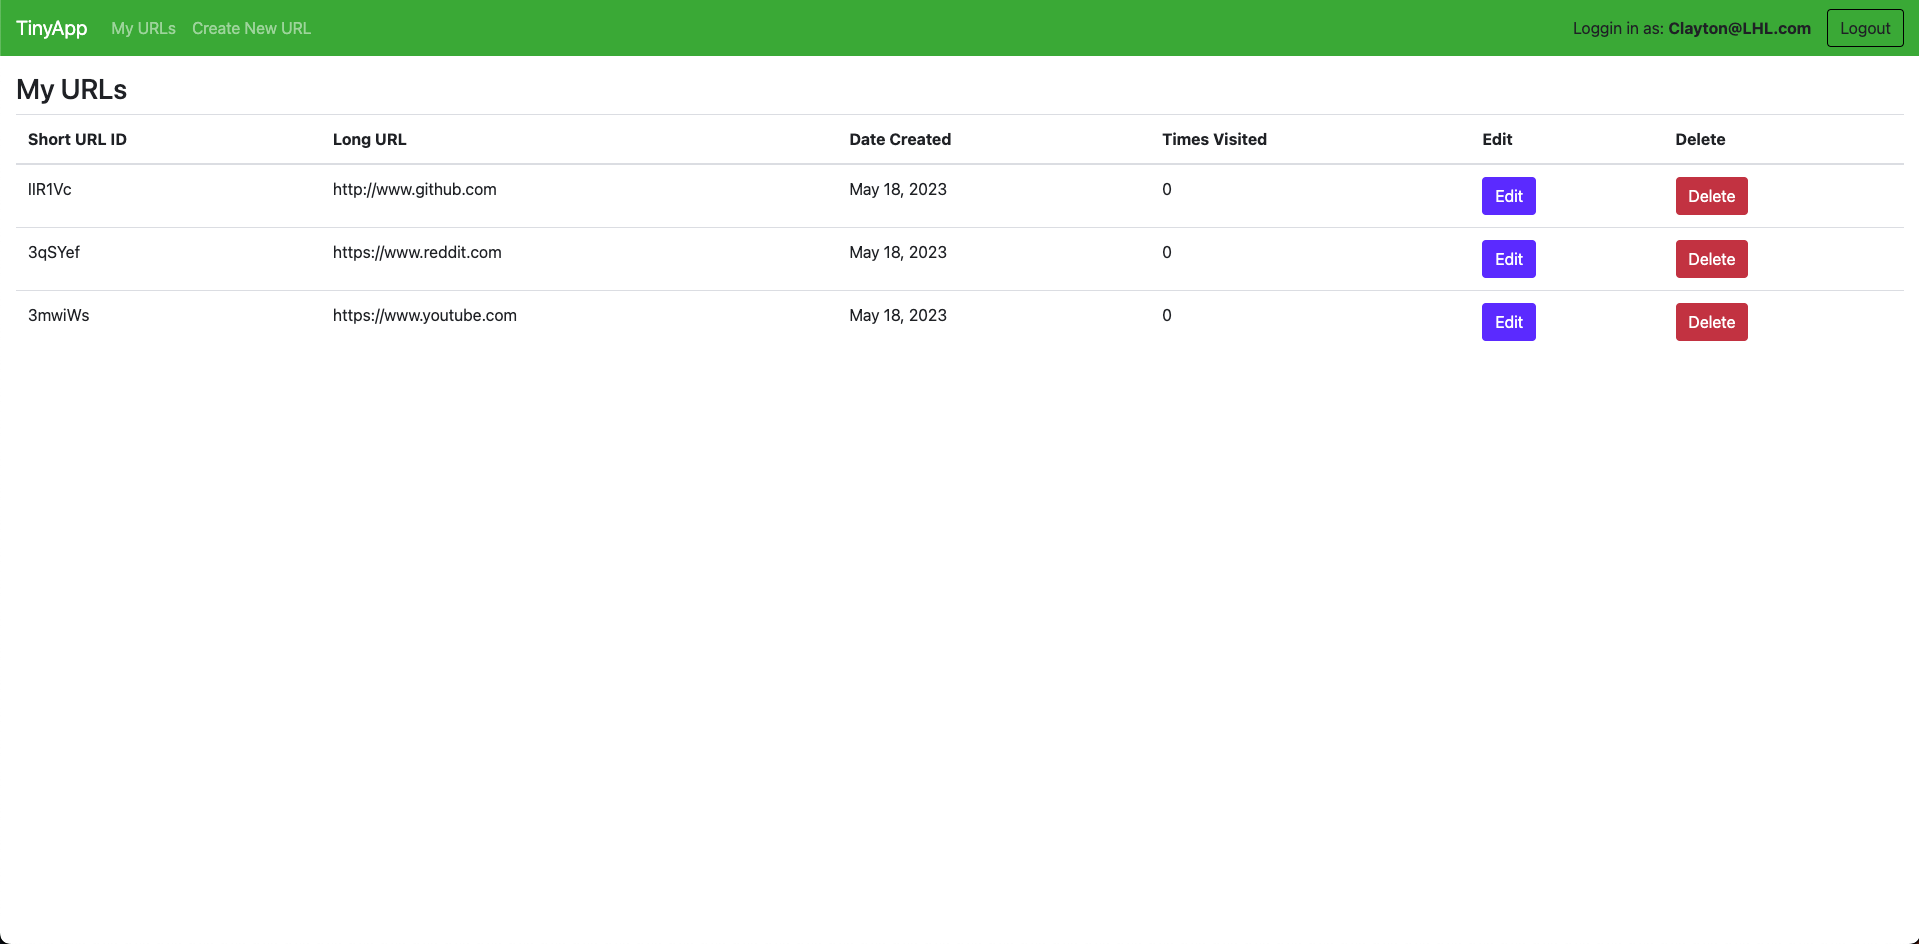 TinyApp My URLs Create New URL Loggin in as: Clayton@LHL.com Logout
My URLs
Short URL ID Long URL Date Created Times Visited Edit Delete
llR1Vc http://www.github.com May 18, 2023 0 Edit Delete
3qSYef https://www.reddit.com May 18, 2023 0 Edit Delete
3mwiWs https://www.youtube.com May 18, 2023 0 Edit Delete